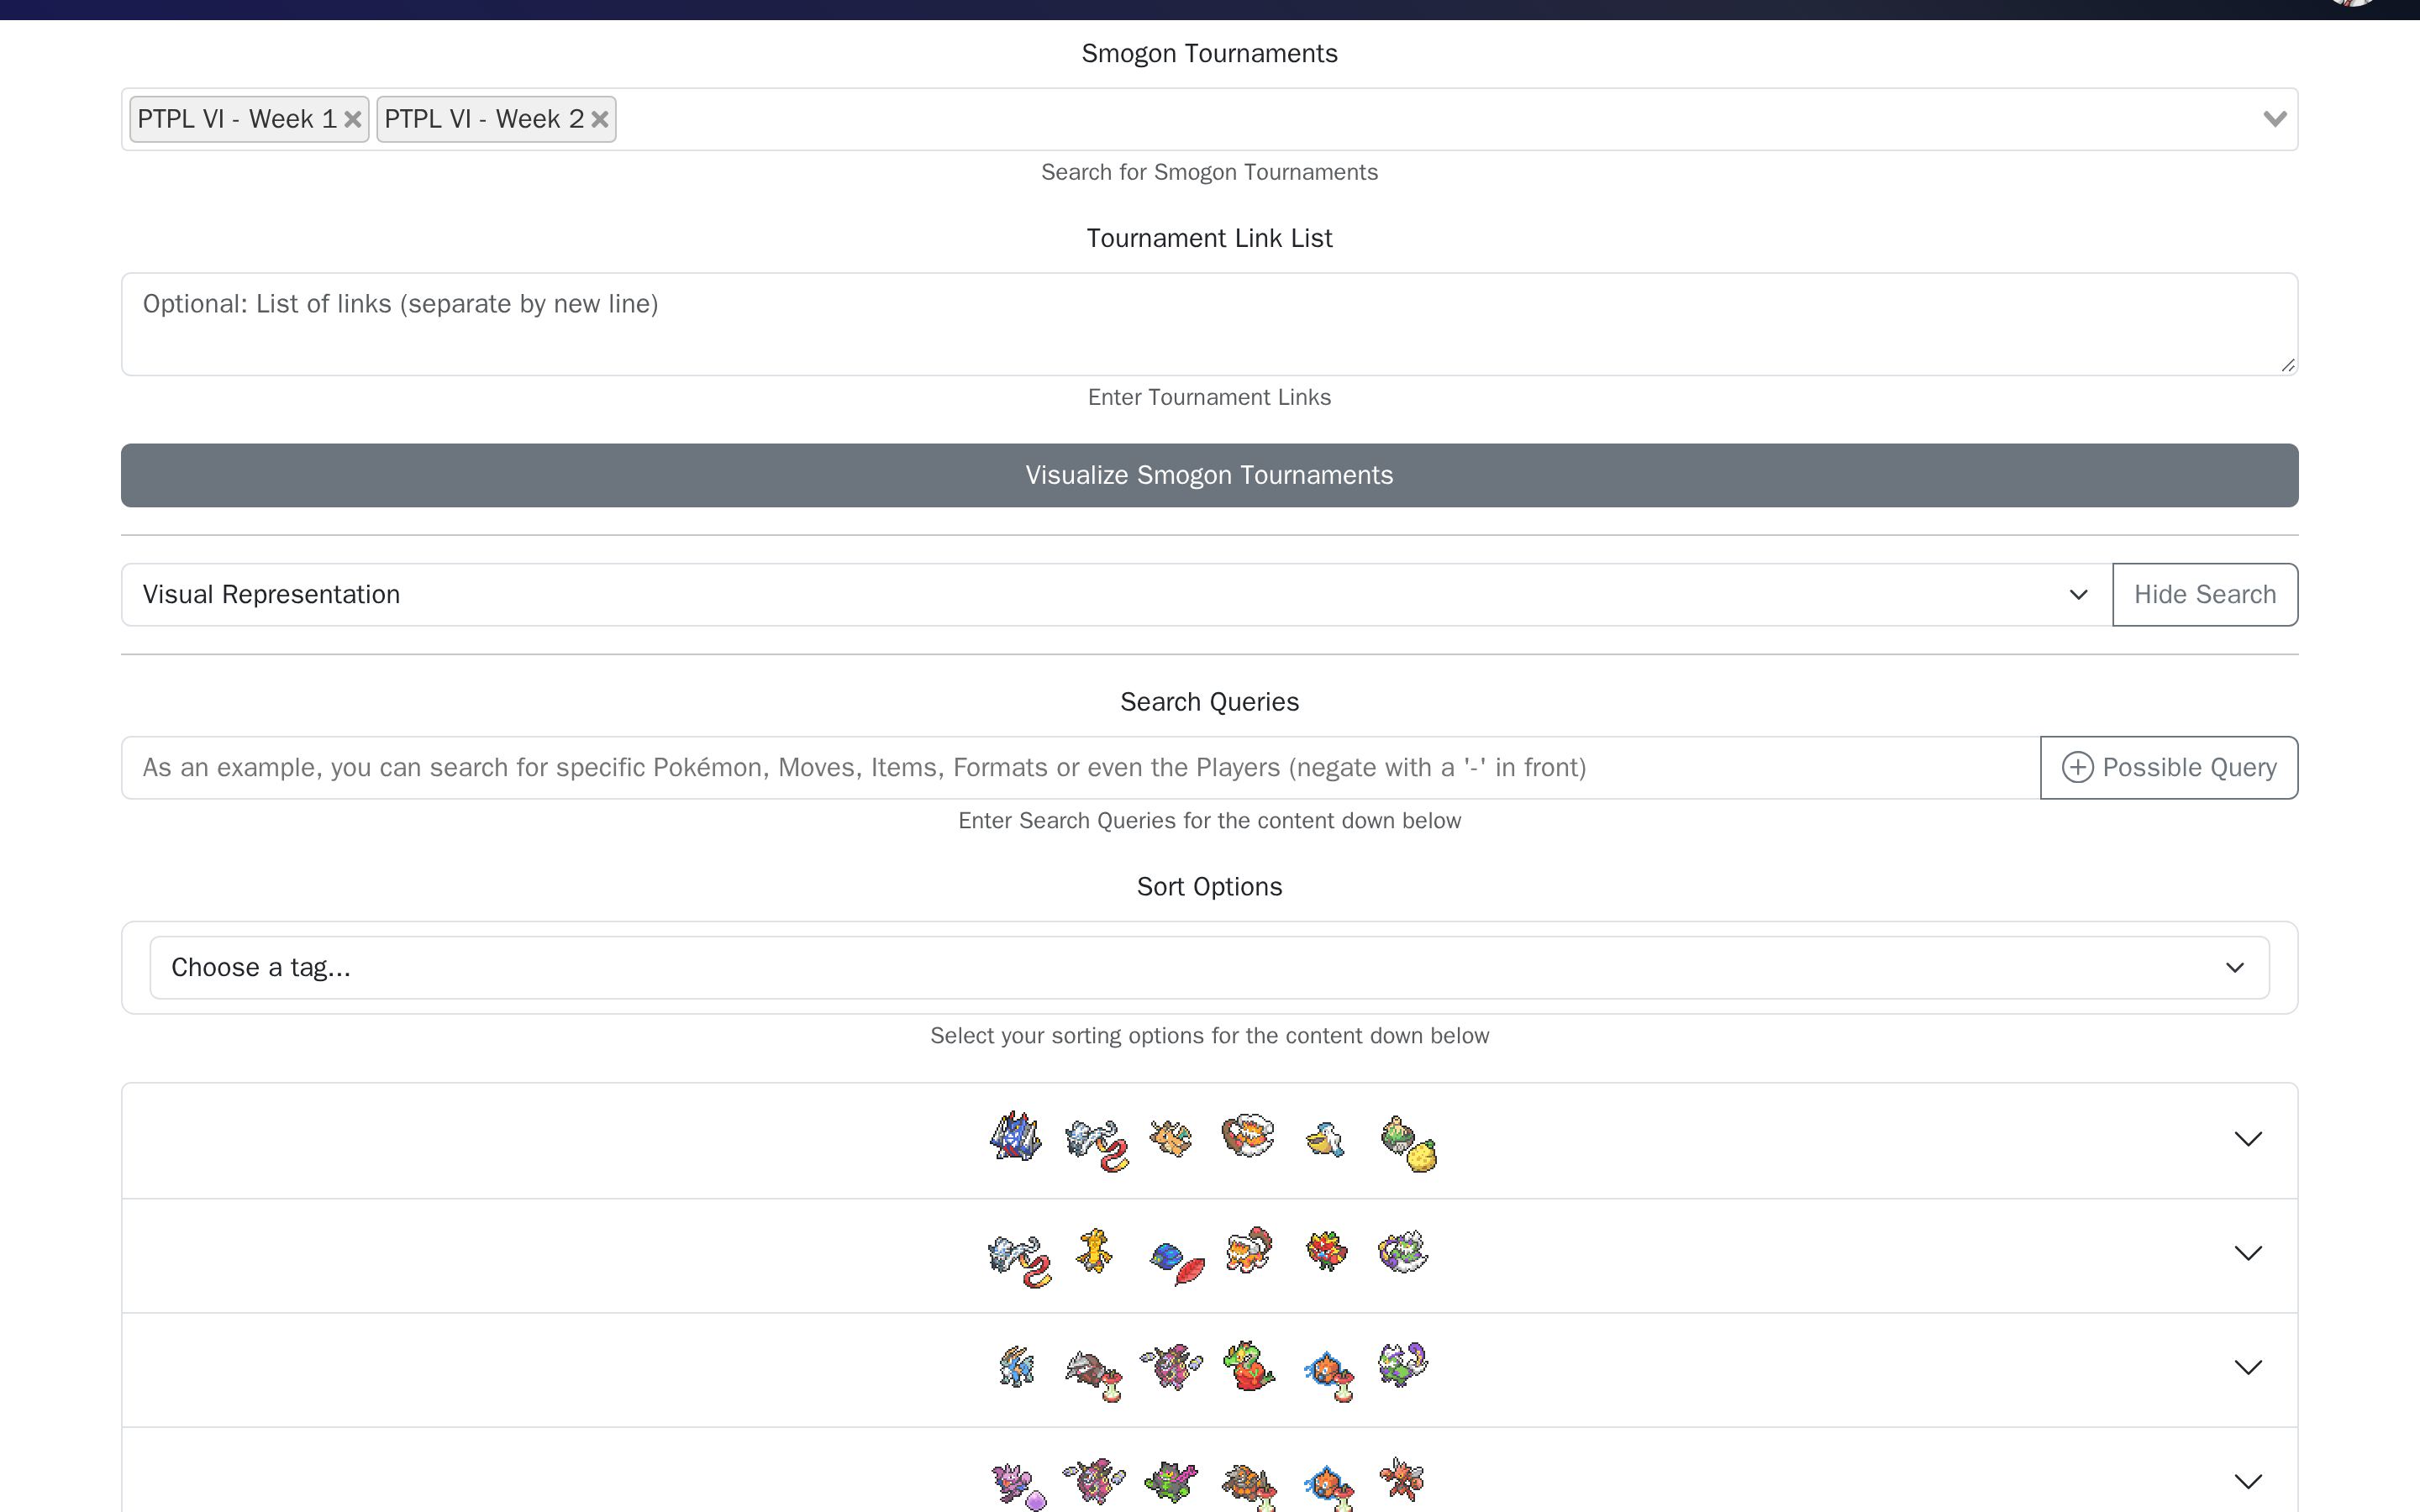 Smogon Tournaments
PTPL VI - Week 1 PTPL VI - Week 2
Search for Smogon Tournaments
Tournament Link List
Optional: List of links (separate by new line)
Enter Tournament Links
Visualize Smogon Tournaments
Visual Representation
Hide Search
Search Queries
As an example, you can search for specific Pokémon, Moves, Items, Formats or even the Players (negate with a '-' in front)
Possible Query
Enter Search Queries for the content down below
Sort Options
Choose a tag...
Select your sorting options for the content down below